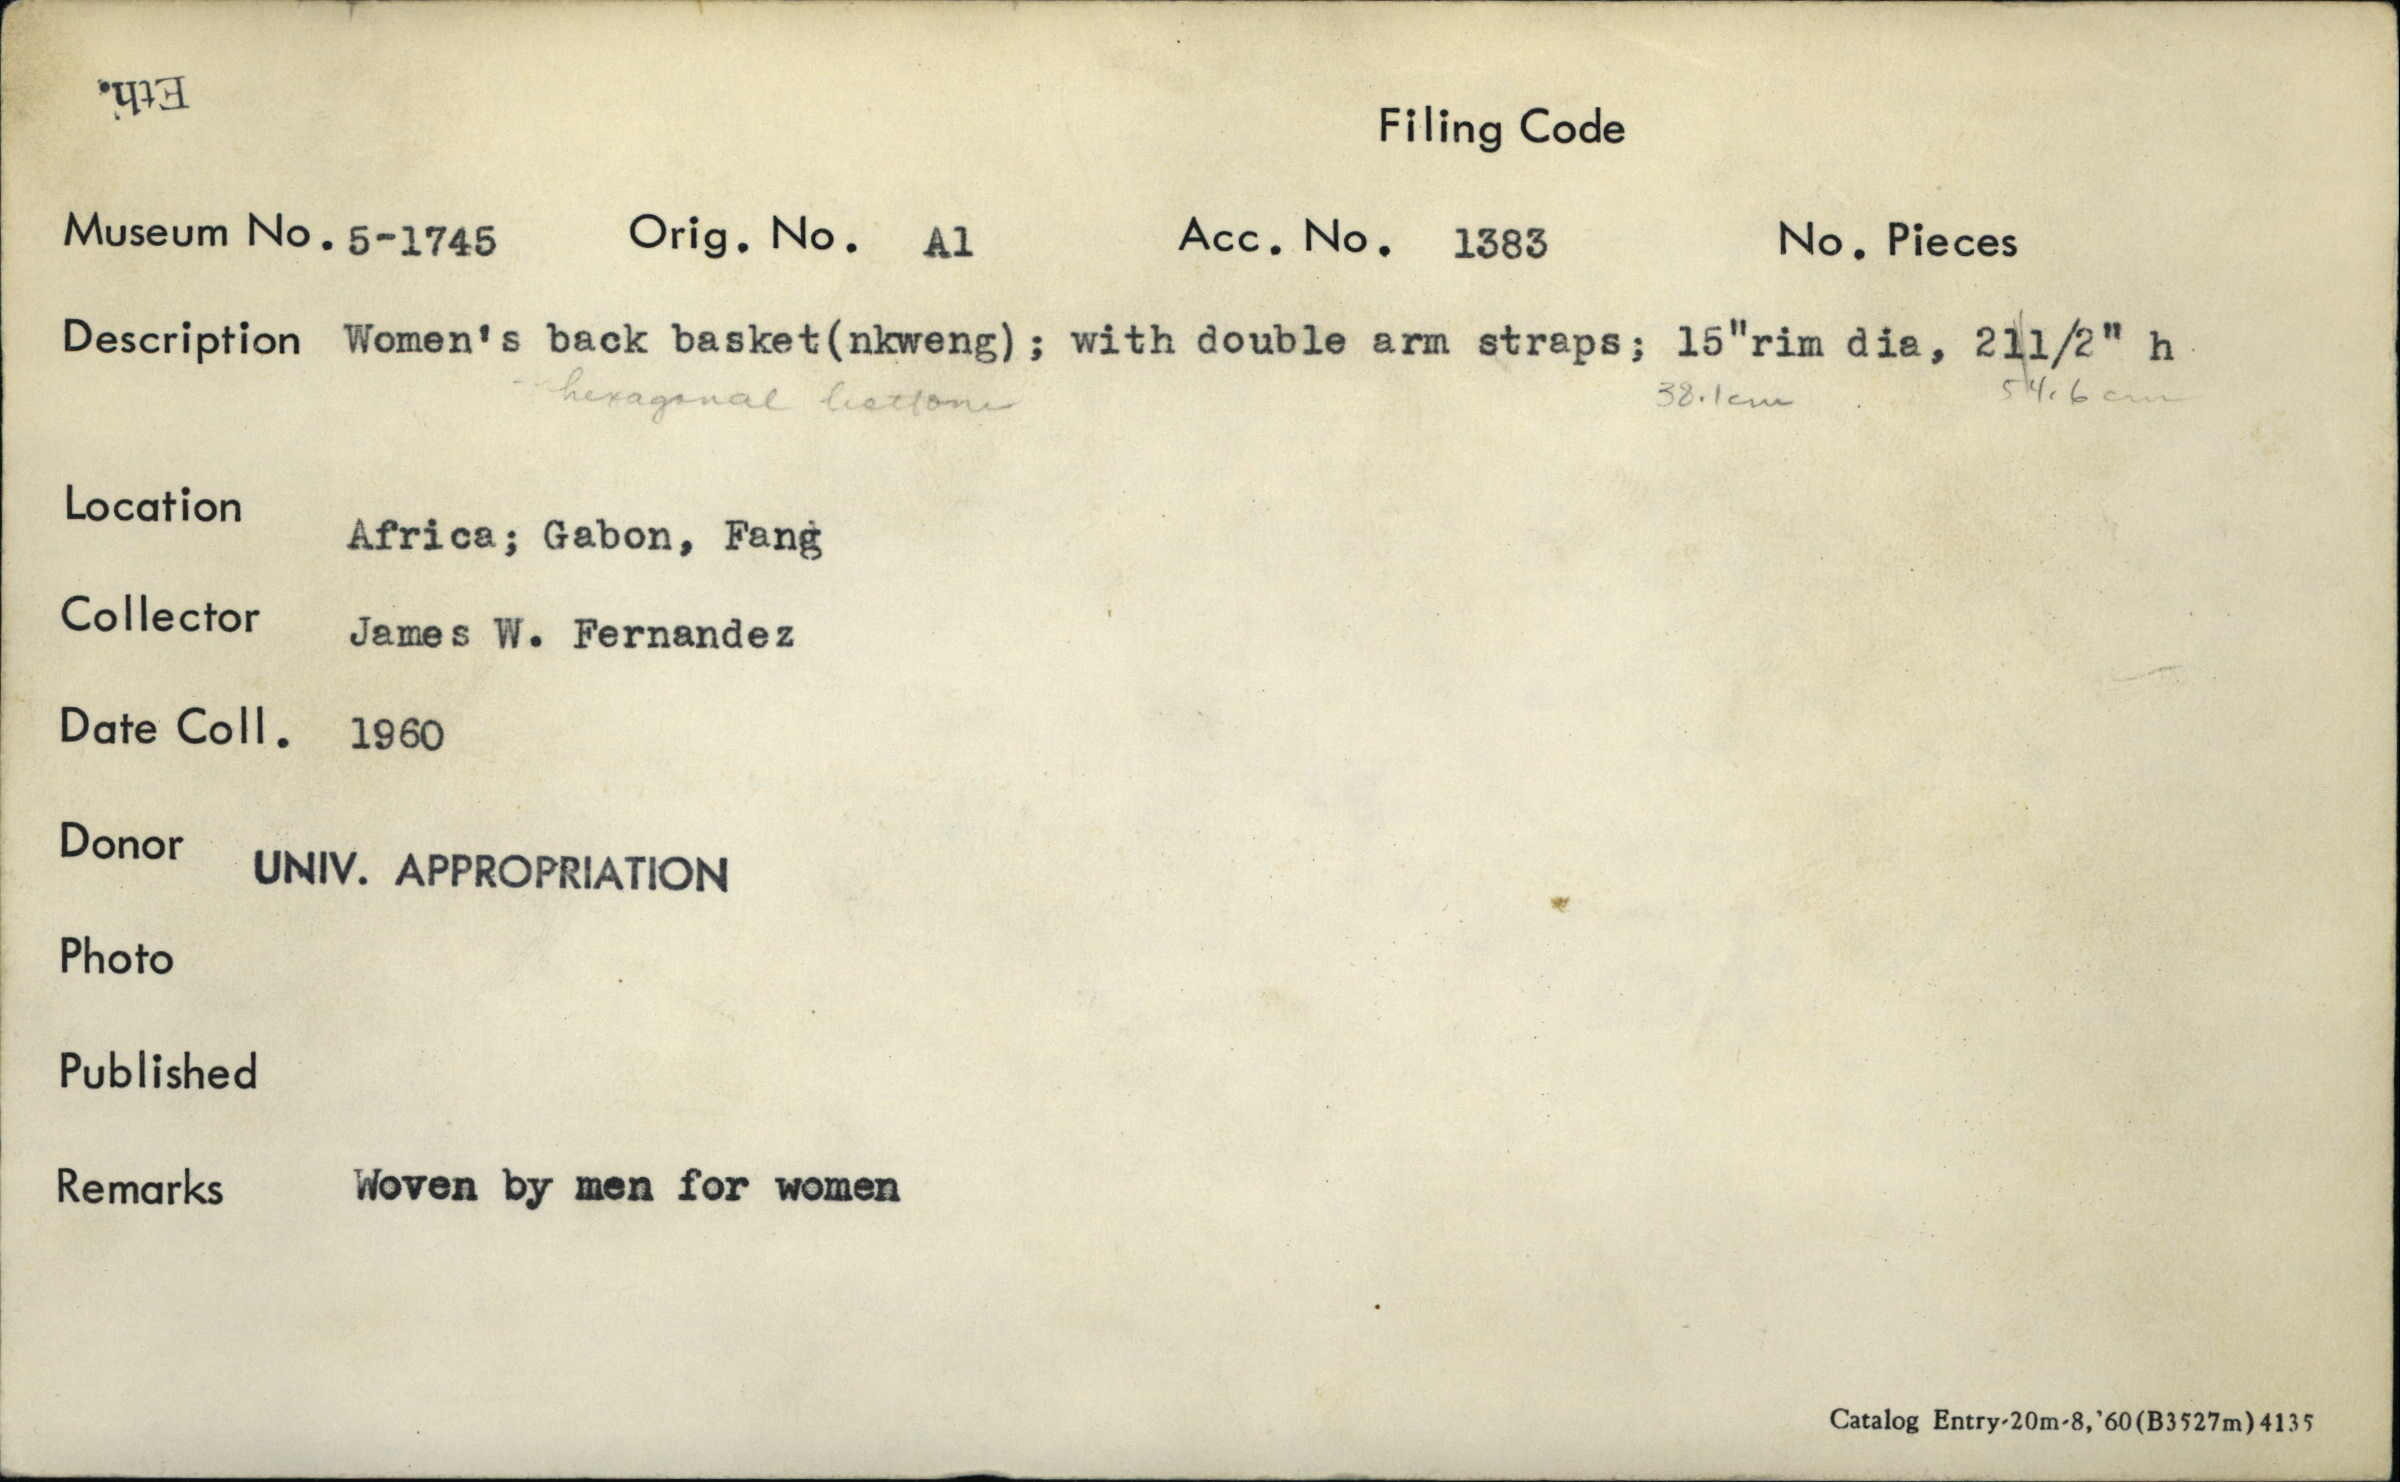 Eth.
Filing Code
Museum No. 5-1745 Orig. No. A1 Acc. No. 1383 No. Pieces
Description Women's back basket(nkweng); with double arm straps; 15"rim dia, 21|1/2" h
- hexagonal bottom 38.1cm 54.6 cm
Location Africa; Gabon, Fang
Collector James W. Fernandez
Date Coll. 1960
Donor UNIV. APPROPRIATION
Photo
Published
Remarks Woven by men for women
Catalog Entry-20m-8,'60(B3527m)4135